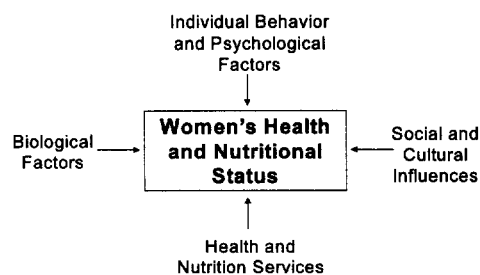 Individual Behavior
and Psychological
Factors
Biological
Factors
Women's Health
and Nutritional
Status
Social and
Cultural
Influences
Health and
Nutrition Services